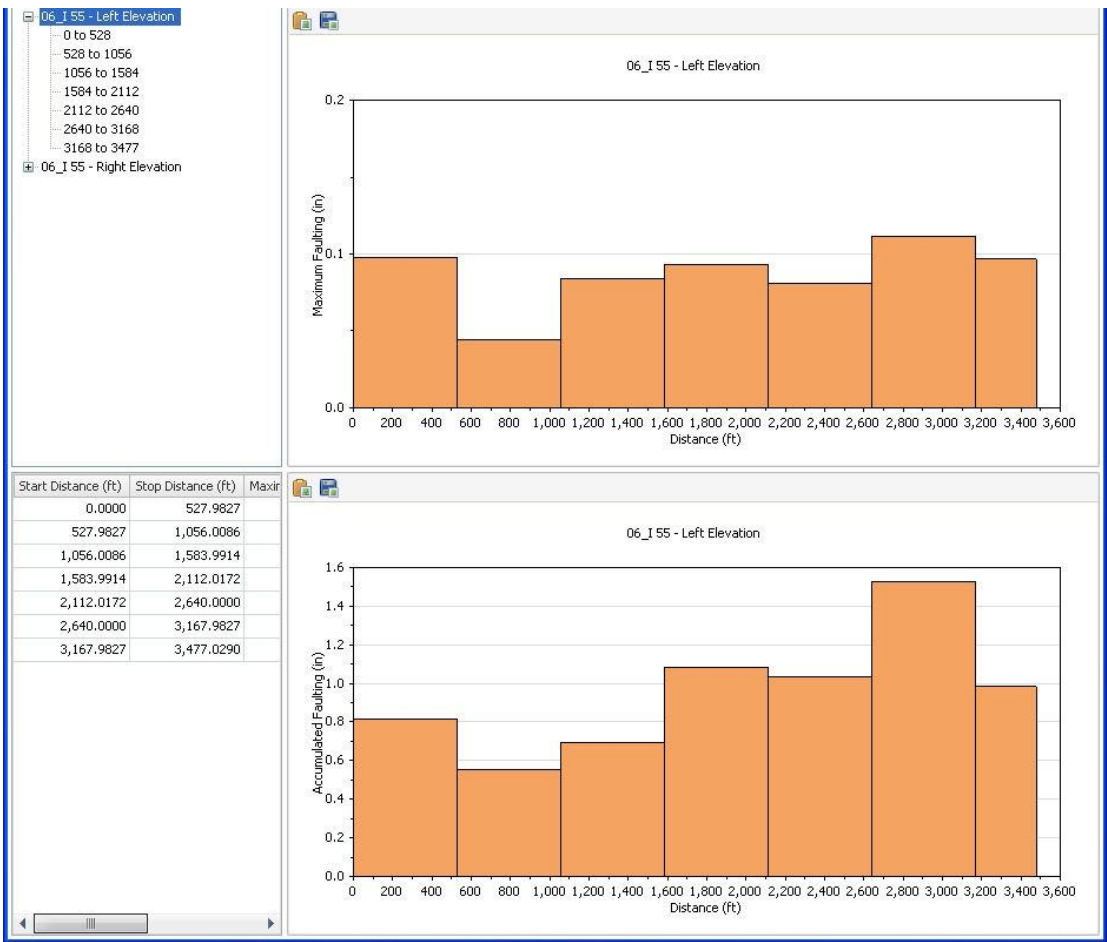 06_I 55 - Left Elevation
0 to 528
528 to 1056
1056 to 1584
1584 to 2112
2112 to 2640
2640 to 3168
3168 to 3477
06_I 55 - Right Elevation
06_I 55 - Left Elevation
Maximum Faulting (in)
0.2
0.1
0.0
0 200 400 600 800 1,000 1,200 1,400 1,600 1,800 2,000 2,200 2,400 2,600 2,800 3,000 3,200 3,400 3,600
Distance (ft)
Start Distance (ft) Stop Distance (ft) Maxir
0.0000 527.9827
527.9827 1,056.0086
1,056.0086 1,583.9914
1,583.9914 2,112.0172
2,112.0172 2,640.0000
2,640.0000 3,167.9827
3,167.9827 3,477.0290
06_I 55 - Left Elevation
Accumulated Faulting (in)
1.6
1.4
1.2
1.0
0.8
0.6
0.4
0.2
0.0
0 200 400 600 800 1,000 1,200 1,400 1,600 1,800 2,000 2,200 2,400 2,600 2,800 3,000 3,200 3,400 3,600
Distance (ft)